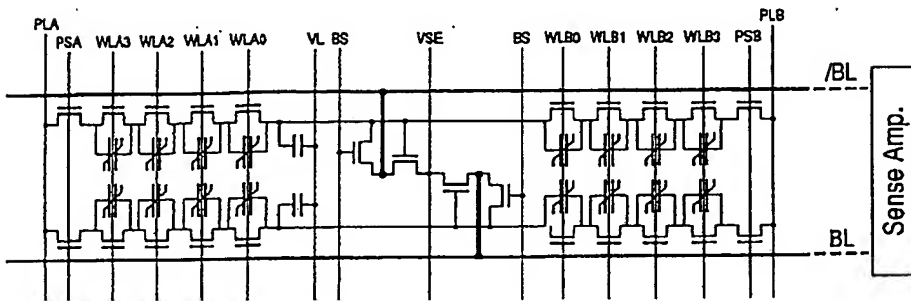 PLA PLB
PSA WLA3 WLA2 WLA1 WLA0 VL BS VSE BS WLB0 WLB1 WLB2 WLB3 PSB
/BL
Sense Amp.
BL